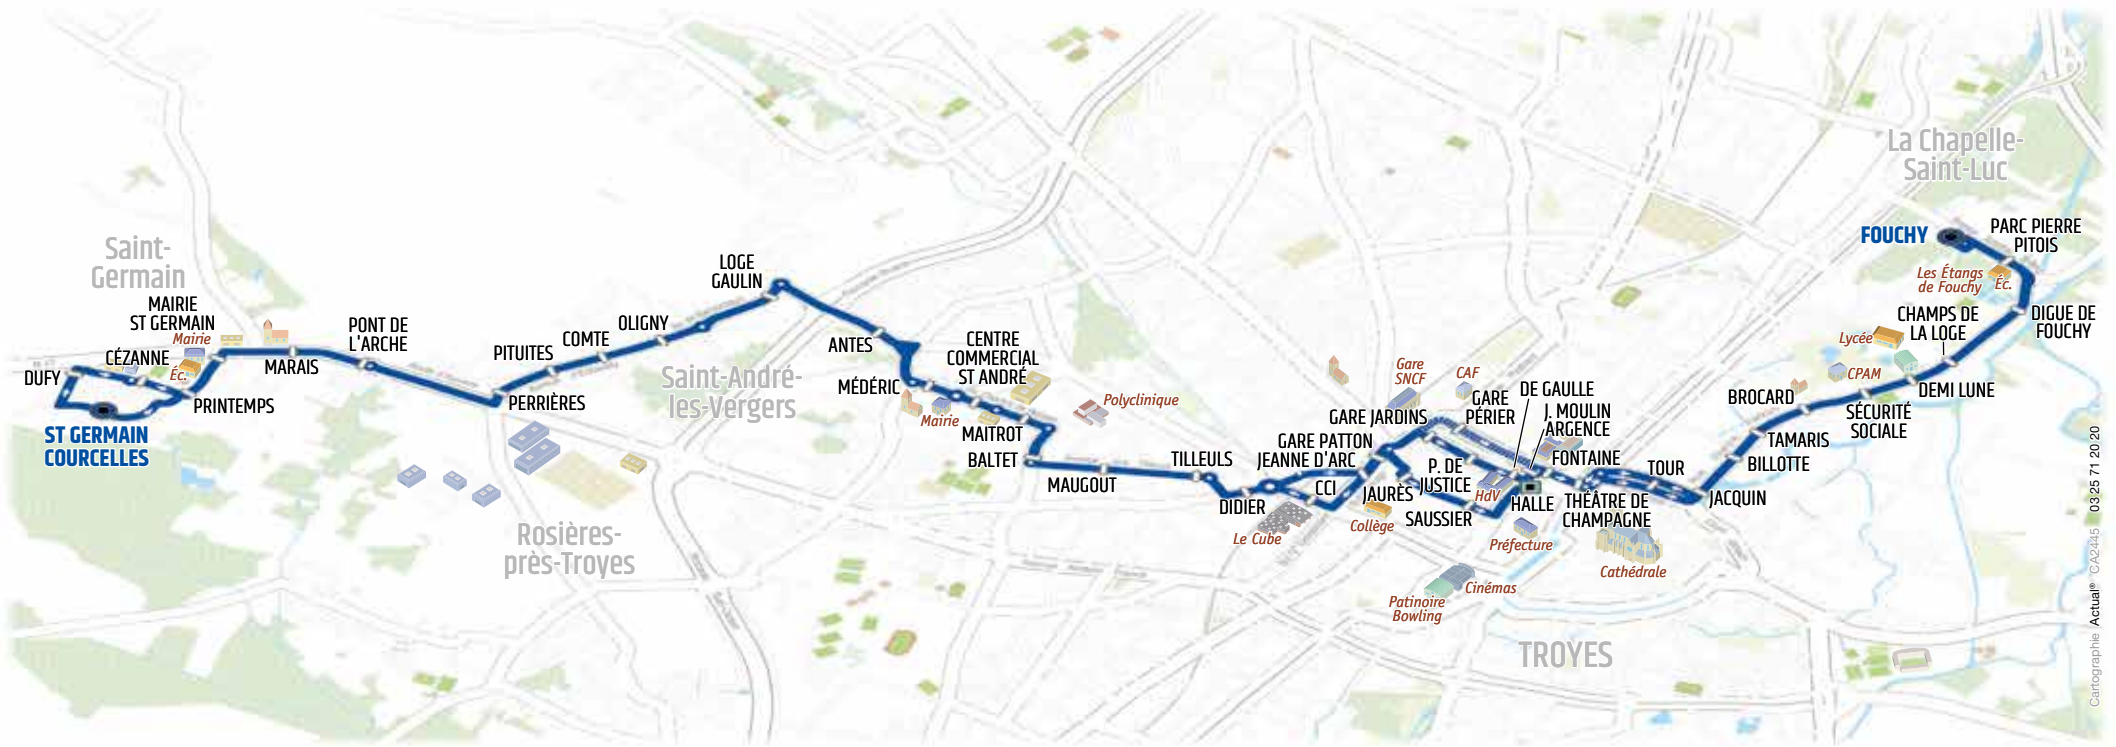 Saint-
Germain
MAIRIE
ST GERMAIN
Mairie
CÉZANNE
Éc.
DUFY
PRINTEMPS
ST GERMAIN
COURCELLES
MARAIS
PONT DE
L'ARCHE
PERRIÈRES
PITUITES
COMTE
OLIGNY
LOGE
GAULIN
Saint-André-
les-Vergers
Rosières-
près-Troyes
ANTES
MÉDÉRIC
Mairie
CENTRE
COMMERCIAL
ST ANDRÉ
MAITROT
BALTET
Polyclinique
MAUGOUT
TILLEULS
DIDIER
Le Cube
GARE PATTON
JEANNE D'ARC
CCI
GARE JARDINS
Gare
SNCF
CAF
GARE
PÉRIER
DE GAULLE
J. MOULIN
ARGENCE
FONTAINE
P. DE
JUSTICE
HdV
JAURÈS
Collège
SAUSSIER
HALLE
Préfecture
THÉÂTRE DE
CHAMPAGNE
Cathédrale
Cinémas
Patinoire
Bowling
TROYES
TOUR
JACQUIN
BILLOTTE
TAMARIS
BROCARD
SÉCURITÉ
SOCIALE
CPAM
Lycée
DEMI LUNE
CHAMPS DE
LA LOGE
DIGUE DE
FOUCHY
Les Étangs
de Fouchy
Éc.
PARC PIERRE
PITOIS
FOUCHY
La Chapelle-
Saint-Luc
Cartographie Actual® CA2445 03 25 71 20 20